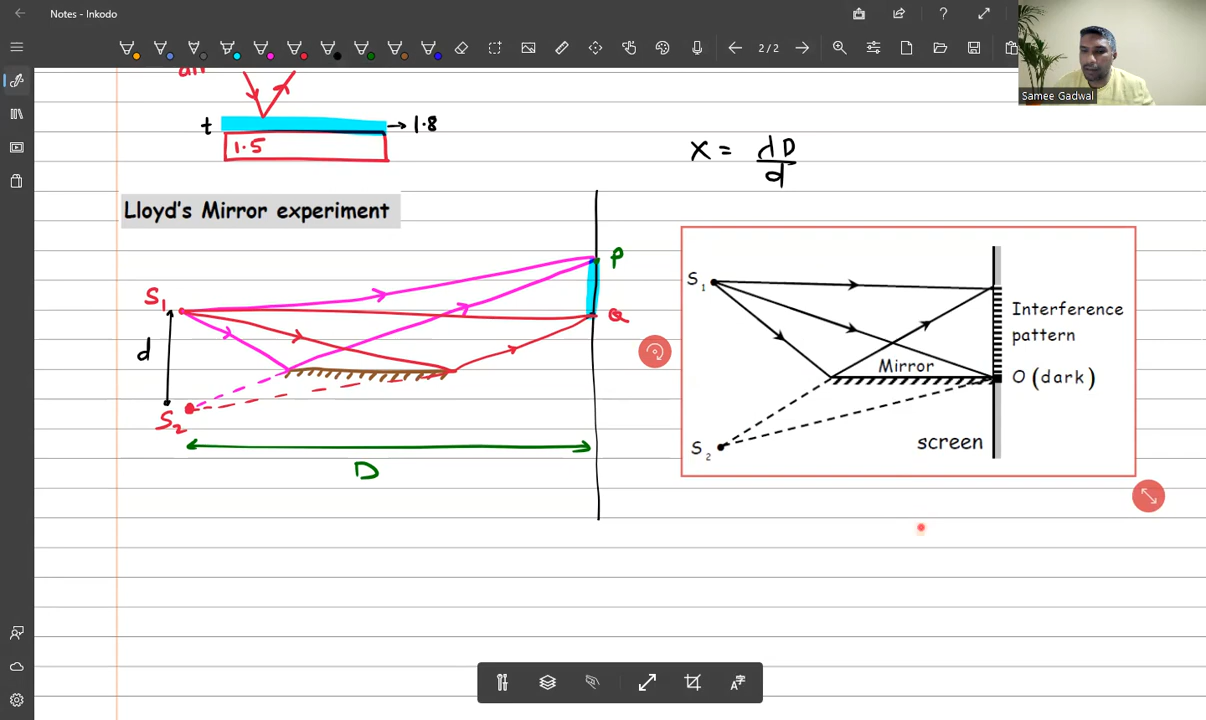 Notes - Inkodo
2/2
Samee Gadwal
air
t
1.8
1.5
X = dD
d
Lloyd's Mirror experiment
P
S1
Q
d
S2
D
S1
Interference
pattern
Mirror
O (dark)
S2
screen